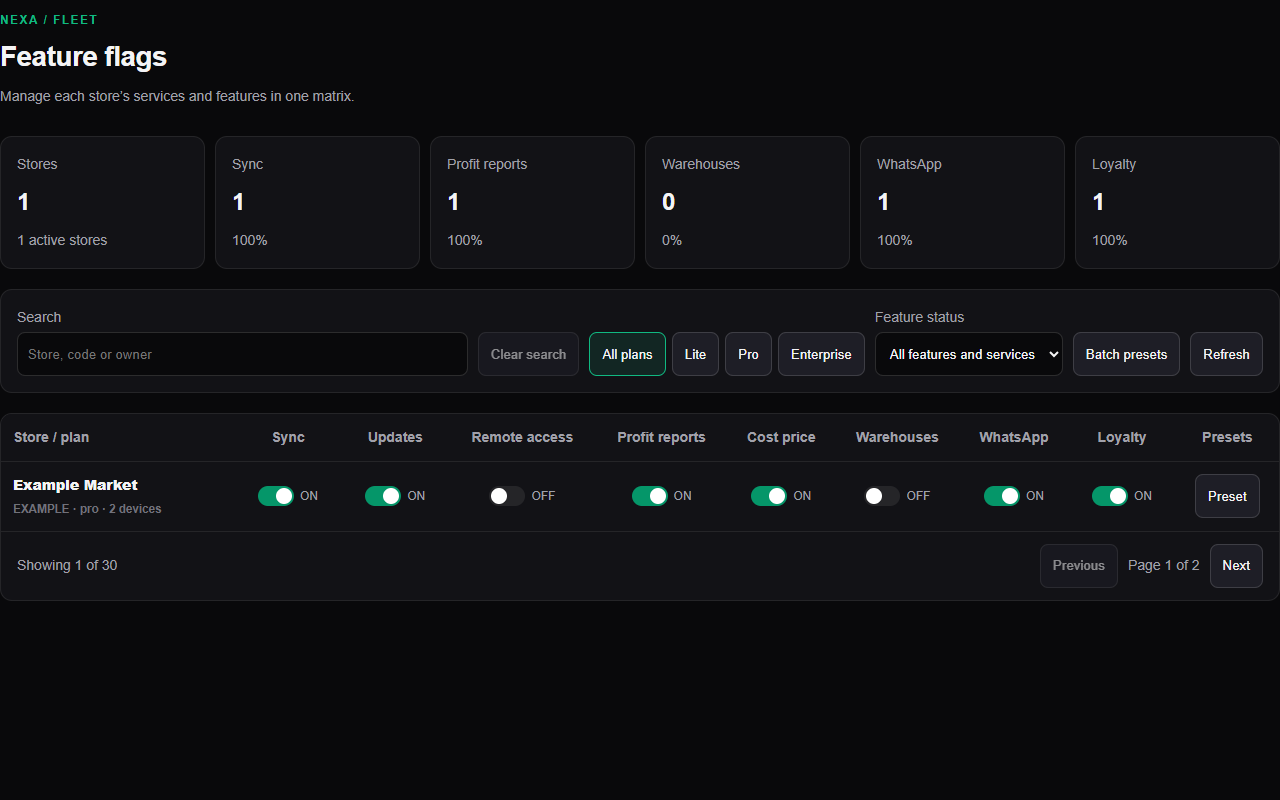 NEXA / FLEET
Feature flags
Manage each store's services and features in one matrix.
Stores Sync Profit reports Warehouses WhatsApp Loyalty
1 1 1 0 1 1
1 active stores 100% 100% 0% 100% 100%
Search Feature status
Store, code or owner Clear search All plans Lite Pro Enterprise All features and services Batch presets Refresh
Store / plan Sync Updates Remote access Profit reports Cost price Warehouses WhatsApp Loyalty Presets
Example Market
ON ON OFF ON ON OFF ON ON Preset
EXAMPLE · pro · 2 devices
Showing 1 of 30 Previous Page 1 of 2 Next